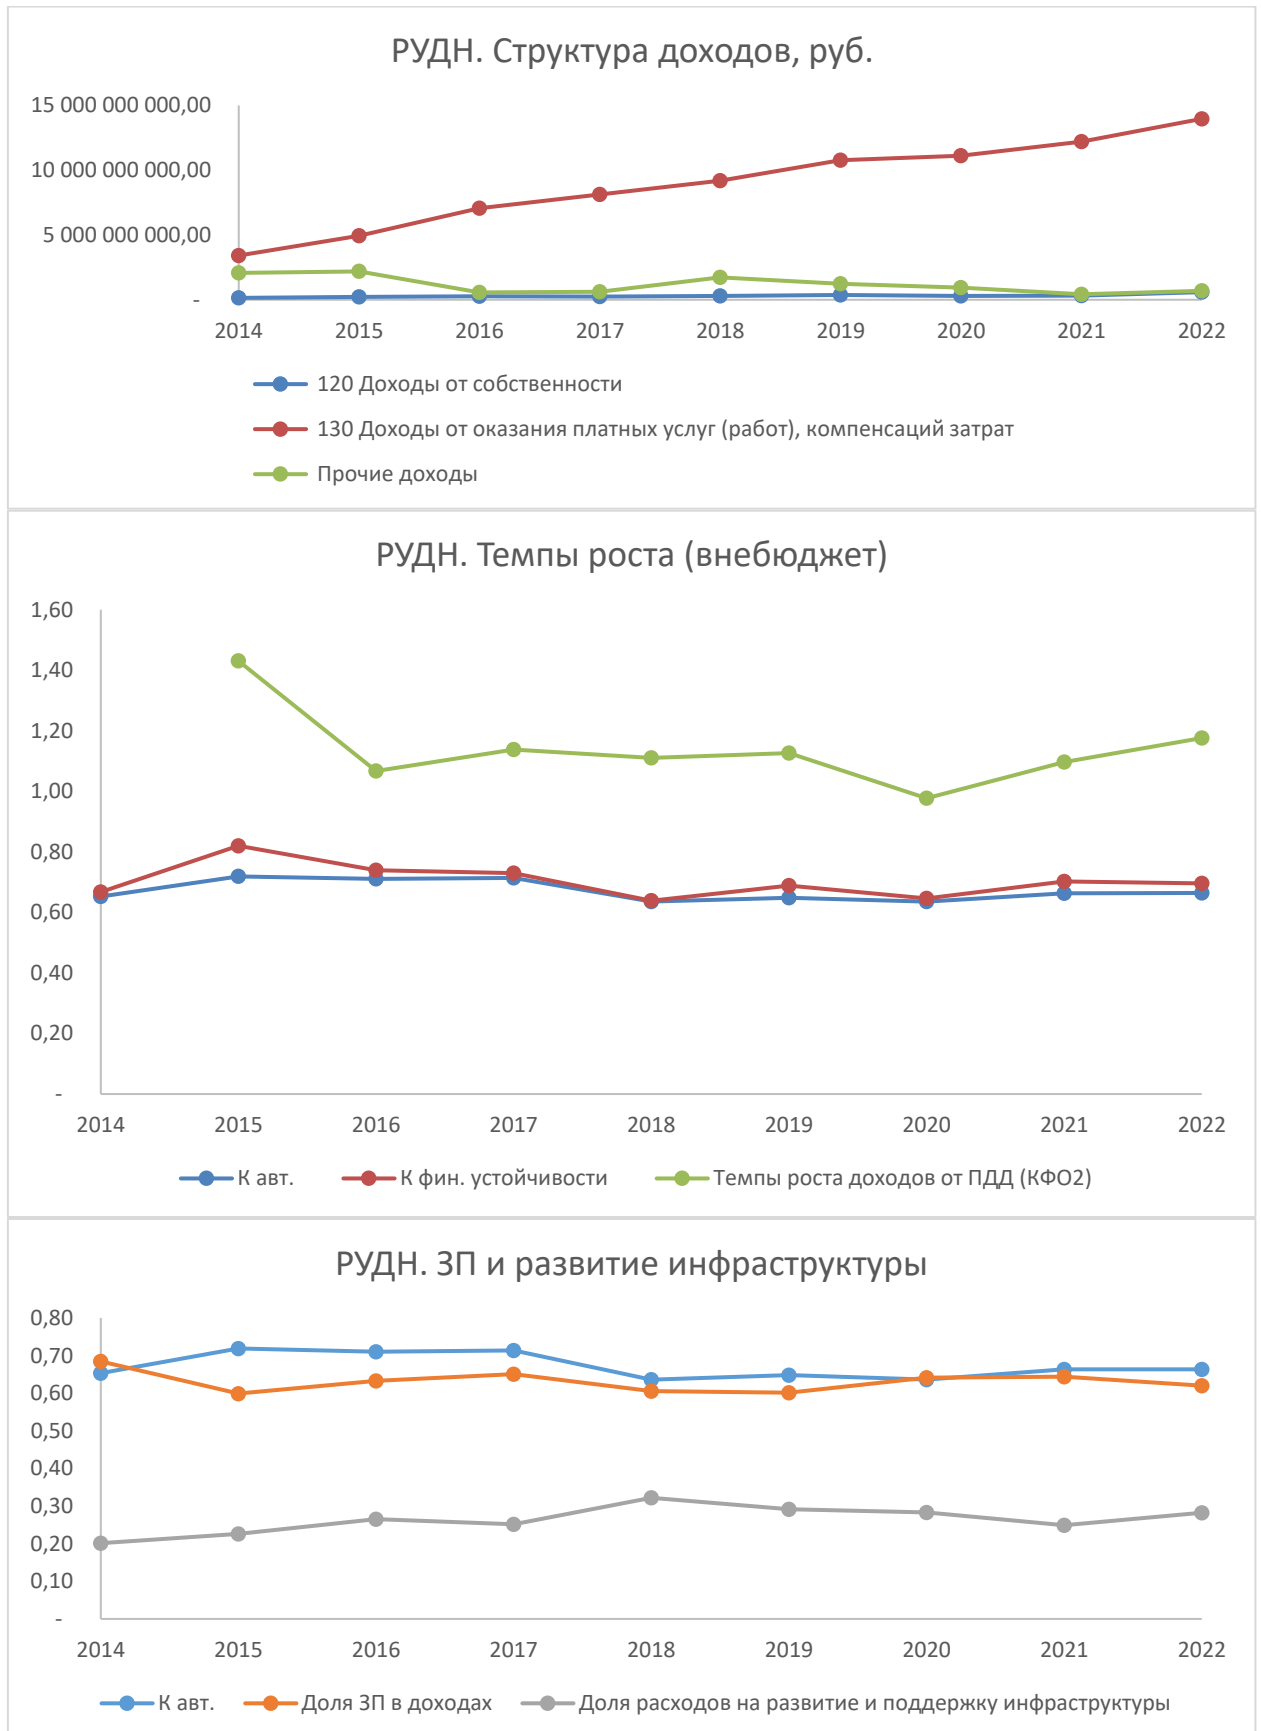 РУДН. Структура доходов, руб.
15 000 000 000,00
10 000 000 000,00
5 000 000 000,00
-
2014 2015 2016 2017 2018 2019 2020 2021 2022
120 Доходы от собственности
130 Доходы от оказания платных услуг (работ), компенсаций затрат
Прочие доходы
РУДН. Темпы роста (внебюджет)
1,60
1,40
1,20
1,00
0,80
0,60
0,40
0,20
-
2014 2015 2016 2017 2018 2019 2020 2021 2022
К авт. К фин. устойчивости Темпы роста доходов от ПДД (КФО2)
РУДН. ЗП и развитие инфраструктуры
0,80
0,70
0,60
0,50
0,40
0,30
0,20
0,10
-
2014 2015 2016 2017 2018 2019 2020 2021 2022
К авт. Доля ЗП в доходах Доля расходов на развитие и поддержку инфраструктуры